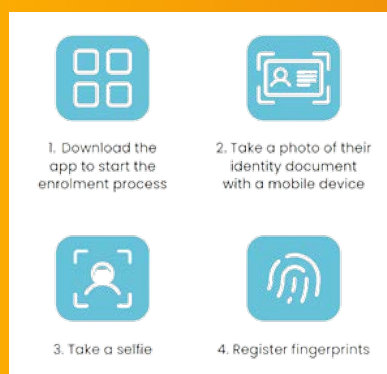 1. Download the
app to start the
enrolment process
2. Take a photo of their
identity document
with a mobile device
3. Take a selfie
4. Register fingerprints